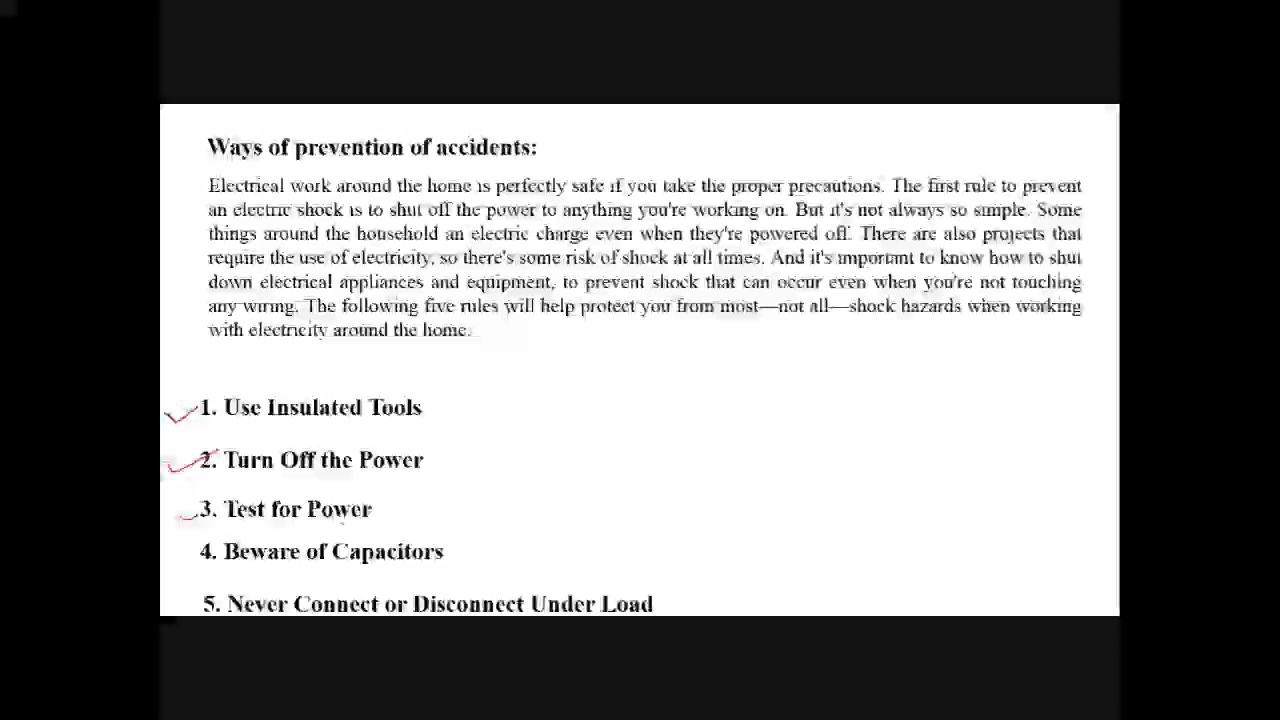 Ways of prevention of accidents:
Electrical work around the home is perfectly safe if you take the proper precautions. The first rule to prevent
an electric shock is to shut off the power to anything you're working on. But it's not always so simple. Some
things around the household an electric charge even when they're powered off. There are also projects that
require the use of electricity, so there's some risk of shock at all times. And it's important to know how to shut
down electrical appliances and equipment, to prevent shock that can occur even when you're not touching
any wiring. The following five rules will help protect you from most—not all—shock hazards when working
with electricity around the home.
1. Use Insulated Tools
2. Turn Off the Power
3. Test for Power
4. Beware of Capacitors
5. Never Connect or Disconnect Under Load